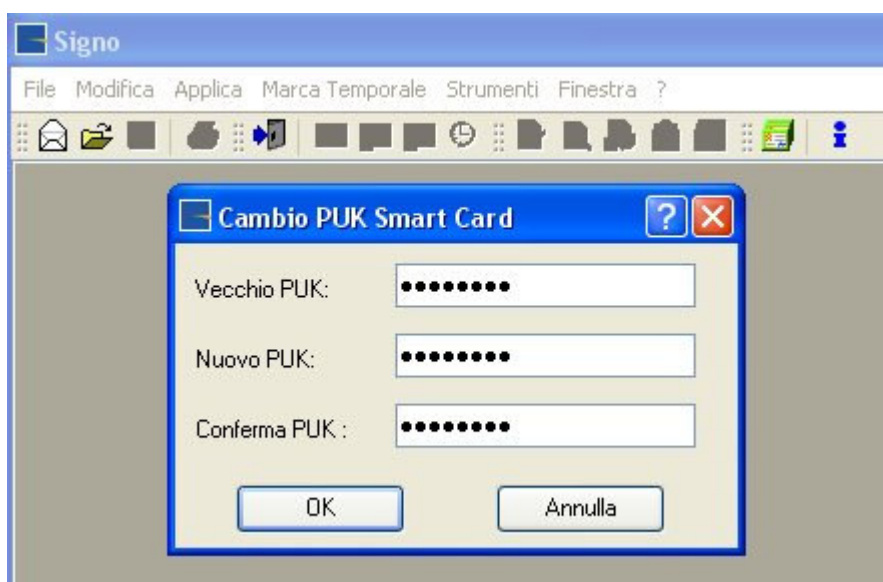 Signo
File Modifica Applica Marca Temporale Strumenti Finestra ?
Cambio PUK Smart Card
Vecchio PUK: ●●●●●●●●
Nuovo PUK: ●●●●●●●●
Conferma PUK : ●●●●●●●●
OK Annulla